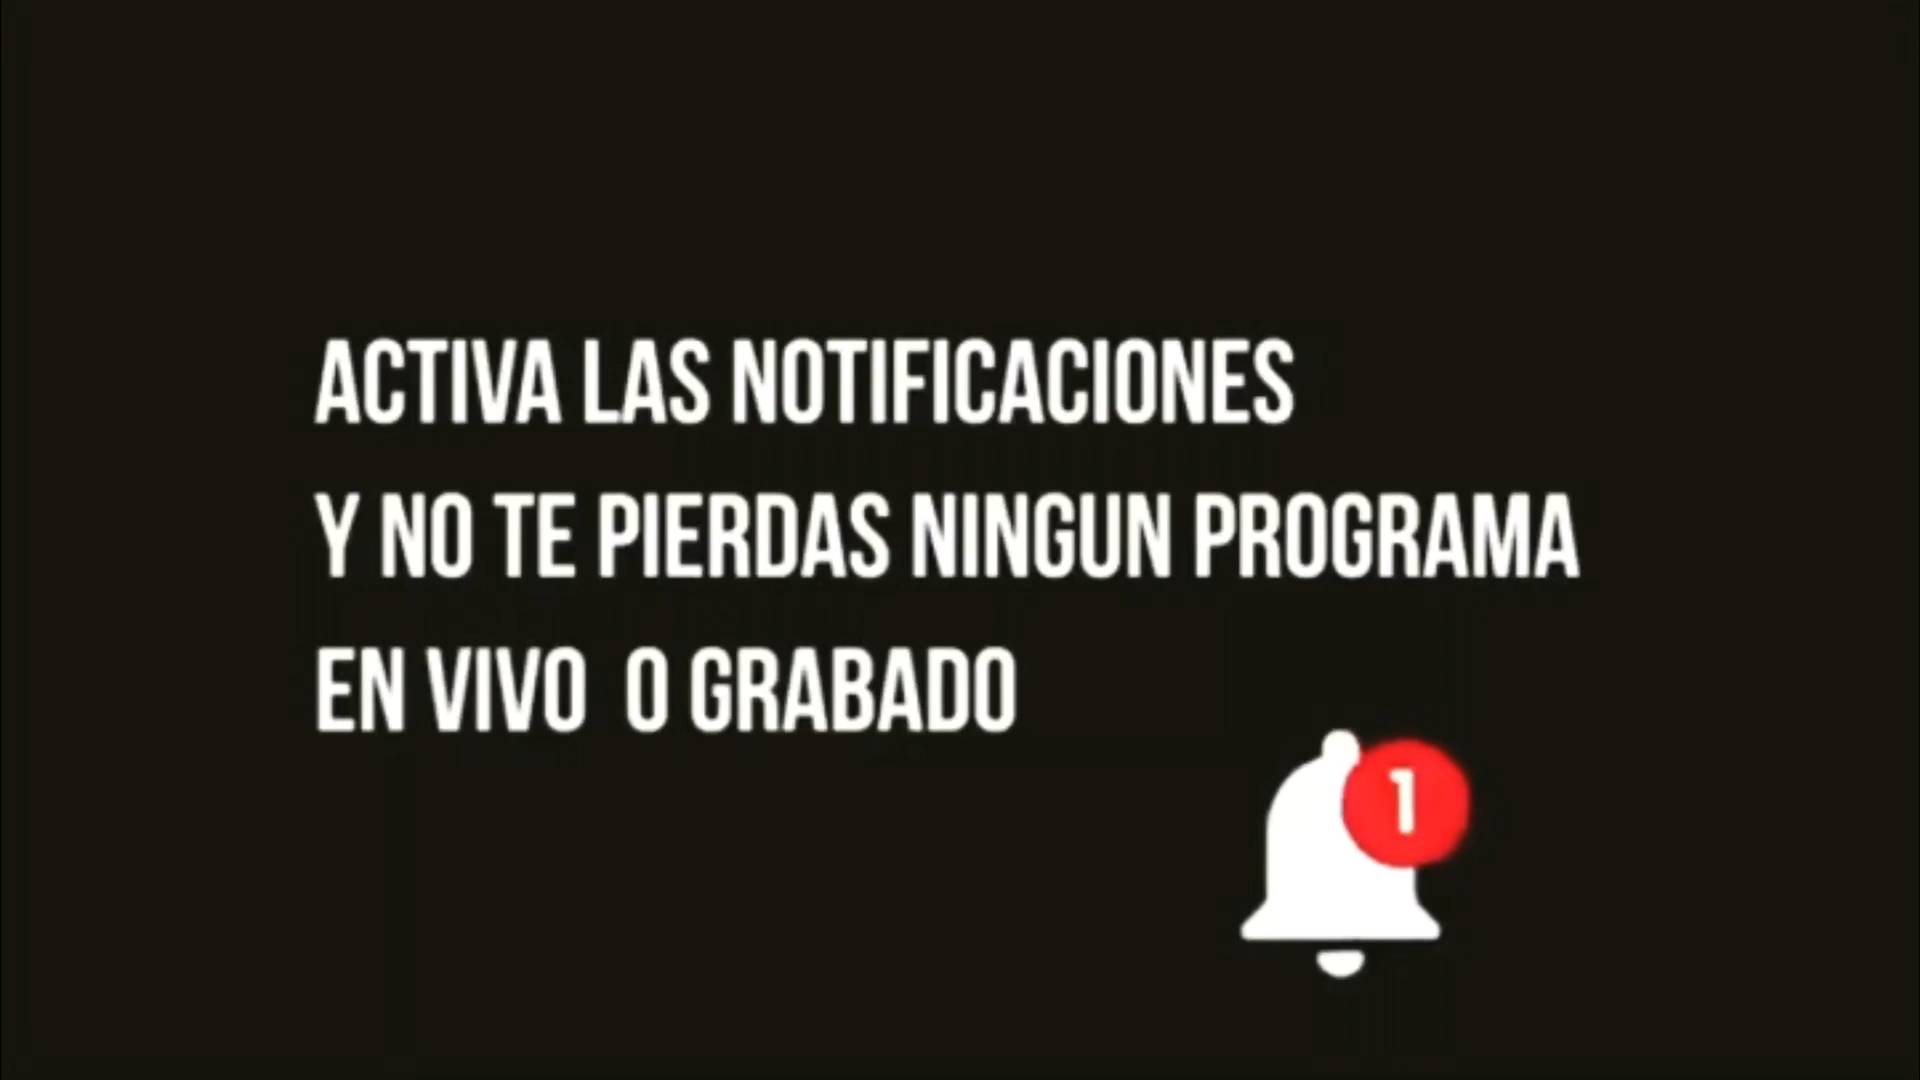 ACTIVA LAS NOTIFICACIONES
Y NO TE PIERDAS NINGUN PROGRAMA
EN VIVO  O GRABADO
1